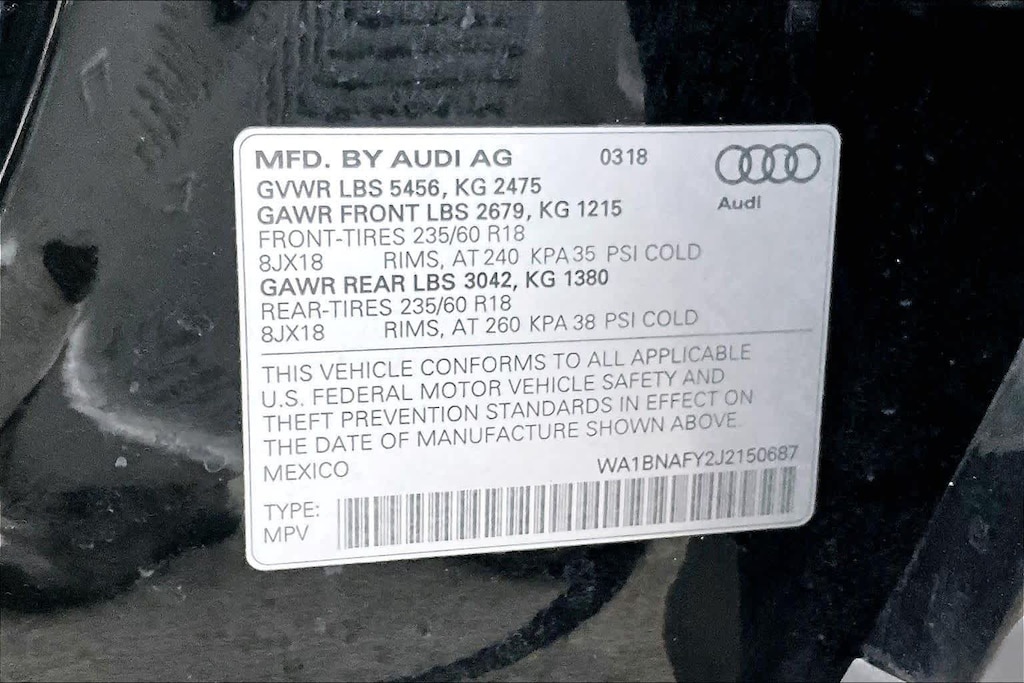 MFD. BY AUDI AG 0318
GVWR LBS 5456, KG 2475
GAWR FRONT LBS 2679, KG 1215
Audi
FRONT-TIRES 235/60 R18
8JX18 RIMS, AT 240 KPA 35 PSI COLD
GAWR REAR LBS 3042, KG 1380
REAR-TIRES 235/60 R18
8JX18 RIMS, AT 260 KPA 38 PSI COLD
THIS VEHICLE CONFORMS TO ALL APPLICABLE
U.S. FEDERAL MOTOR VEHICLE SAFETY AND
THEFT PREVENTION STANDARDS IN EFFECT ON
THE DATE OF MANUFACTURE SHOWN ABOVE.
MEXICO WA1BNAFY2J2150687
TYPE:
MPV